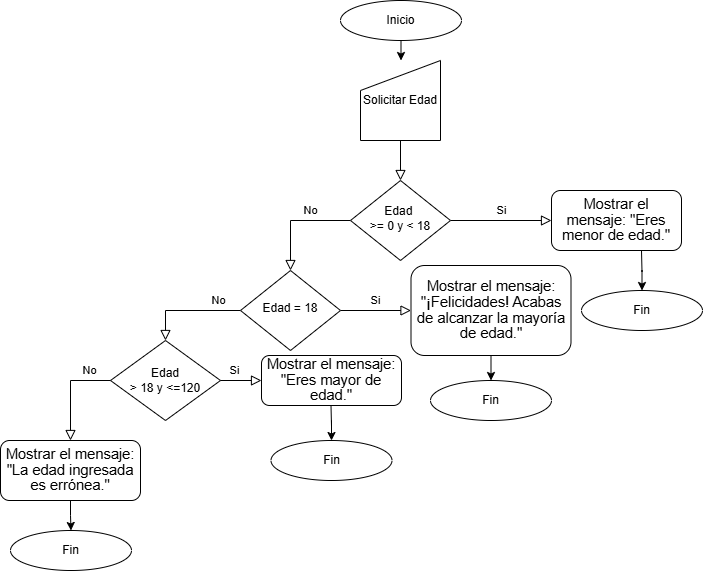 Inicio
Solicitar Edad
Edad
>= 0 y < 18
No
Si
Mostrar el
mensaje: "Eres
menor de edad."
Fin
Edad = 18
No
Si
Mostrar el mensaje:
"¡Felicidades! Acabas
de alcanzar la mayoría
de edad."
Fin
Edad
> 18 y <=120
No
Si
Mostrar el mensaje:
"Eres mayor de
edad."
Fin
Mostrar el mensaje:
"La edad ingresada
es errónea."
Fin